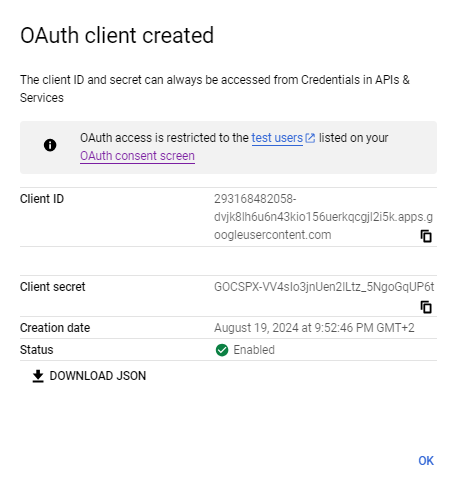 OAuth client created
The client ID and secret can always be accessed from Credentials in APIs &
Services
OAuth access is restricted to the test users listed on your
OAuth consent screen
Client ID 293168482058-
dvjk8lh6u6n43kio156uerkqcgjl2i5k.apps.g
oogleusercontent.com
Client secret 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
Creation date August 19, 2024 at 9:52:46 PM GMT+2
Status Enabled
DOWNLOAD JSON
OK